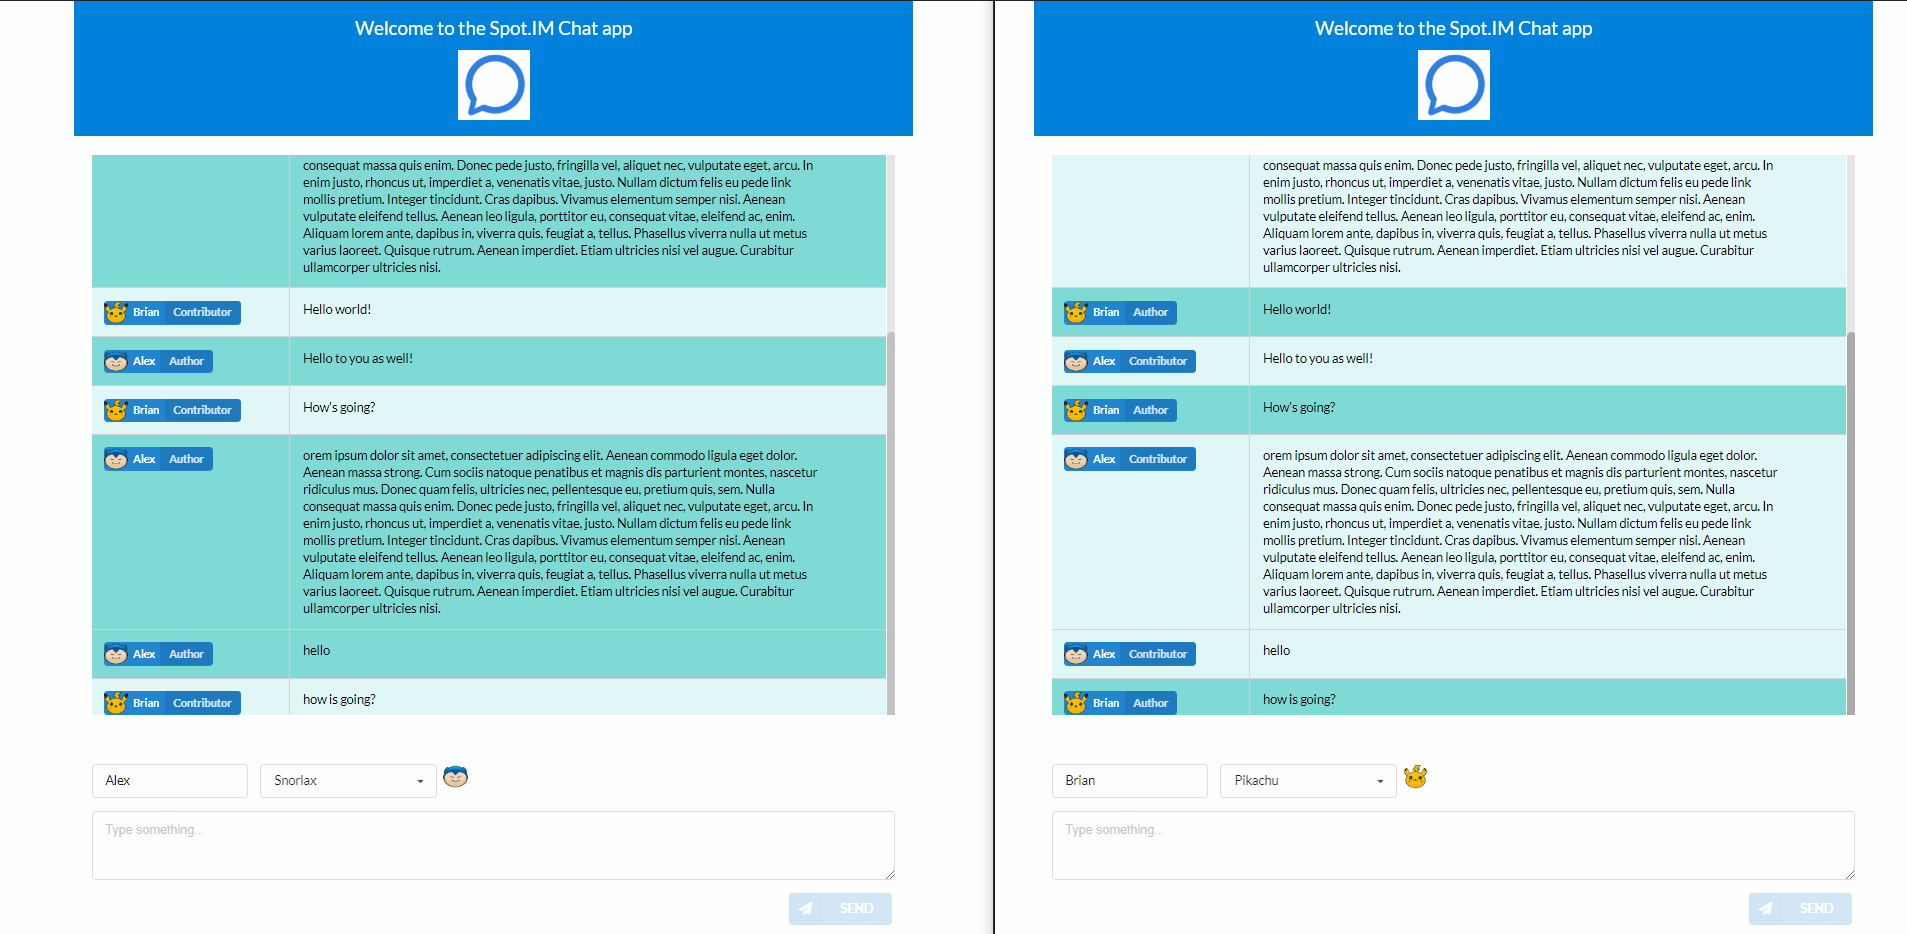 Welcome to the Spot.IM Chat app
consequat massa quis enim. Donec pede justo, fringilla vel, aliquet nec, vulputate eget, arcu. In
enim justo, rhoncus ut, imperdiet a, venenatis vitae, justo. Nullam dictum felis eu pede link
mollis pretium. Integer tincidunt. Cras dapibus. Vivamus elementum semper nisi. Aenean
vulputate eleifend tellus. Aenean leo ligula, porttitor eu, consequat vitae, eleifend ac, enim.
Aliquam lorem ante, dapibus in, viverra quis, feugiat a, tellus. Phasellus viverra nulla ut metus
varius laoreet. Quisque rutrum. Aenean imperdiet. Etiam ultricies nisi vel augue. Curabitur
ullamcorper ultricies nisi.
Brian Contributor Hello world!
Alex Author Hello to you as well!
Brian Contributor How's going?
Alex Author orem ipsum dolor sit amet, consectetuer adipiscing elit. Aenean commodo ligula eget dolor.
Aenean massa strong. Cum sociis natoque penatibus et magnis dis parturient montes, nascetur
ridiculus mus. Donec quam felis, ultricies nec, pellentesque eu, pretium quis, sem. Nulla
consequat massa quis enim. Donec pede justo, fringilla vel, aliquet nec, vulputate eget, arcu. In
enim justo, rhoncus ut, imperdiet a, venenatis vitae, justo. Nullam dictum felis eu pede link
mollis pretium. Integer tincidunt. Cras dapibus. Vivamus elementum semper nisi. Aenean
vulputate eleifend tellus. Aenean leo ligula, porttitor eu, consequat vitae, eleifend ac, enim.
Aliquam lorem ante, dapibus in, viverra quis, feugiat a, tellus. Phasellus viverra nulla ut metus
varius laoreet. Quisque rutrum. Aenean imperdiet. Etiam ultricies nisi vel augue. Curabitur
ullamcorper ultricies nisi.
Alex Author hello
Brian Contributor how is going?
Alex Snorlax
Type something...
SEND
Welcome to the Spot.IM Chat app
consequat massa quis enim. Donec pede justo, fringilla vel, aliquet nec, vulputate eget, arcu. In
enim justo, rhoncus ut, imperdiet a, venenatis vitae, justo. Nullam dictum felis eu pede link
mollis pretium. Integer tincidunt. Cras dapibus. Vivamus elementum semper nisi. Aenean
vulputate eleifend tellus. Aenean leo ligula, porttitor eu, consequat vitae, eleifend ac, enim.
Aliquam lorem ante, dapibus in, viverra quis, feugiat a, tellus. Phasellus viverra nulla ut metus
varius laoreet. Quisque rutrum. Aenean imperdiet. Etiam ultricies nisi vel augue. Curabitur
ullamcorper ultricies nisi.
Brian Author Hello world!
Alex Contributor Hello to you as well!
Brian Author How's going?
Alex Contributor orem ipsum dolor sit amet, consectetuer adipiscing elit. Aenean commodo ligula eget dolor.
Aenean massa strong. Cum sociis natoque penatibus et magnis dis parturient montes, nascetur
ridiculus mus. Donec quam felis, ultricies nec, pellentesque eu, pretium quis, sem. Nulla
consequat massa quis enim. Donec pede justo, fringilla vel, aliquet nec, vulputate eget, arcu. In
enim justo, rhoncus ut, imperdiet a, venenatis vitae, justo. Nullam dictum felis eu pede link
mollis pretium. Integer tincidunt. Cras dapibus. Vivamus elementum semper nisi. Aenean
vulputate eleifend tellus. Aenean leo ligula, porttitor eu, consequat vitae, eleifend ac, enim.
Aliquam lorem ante, dapibus in, viverra quis, feugiat a, tellus. Phasellus viverra nulla ut metus
varius laoreet. Quisque rutrum. Aenean imperdiet. Etiam ultricies nisi vel augue. Curabitur
ullamcorper ultricies nisi.
Alex Contributor hello
Brian Author how is going?
Brian Pikachu
Type something...
SEND